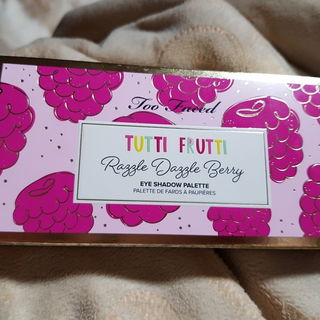 Too Faced
TUTTI FRUTTI
Razzle Dazzle Berry
EYE SHADOW PALETTE
PALETTE DE FARDS À PAUPIÈRES